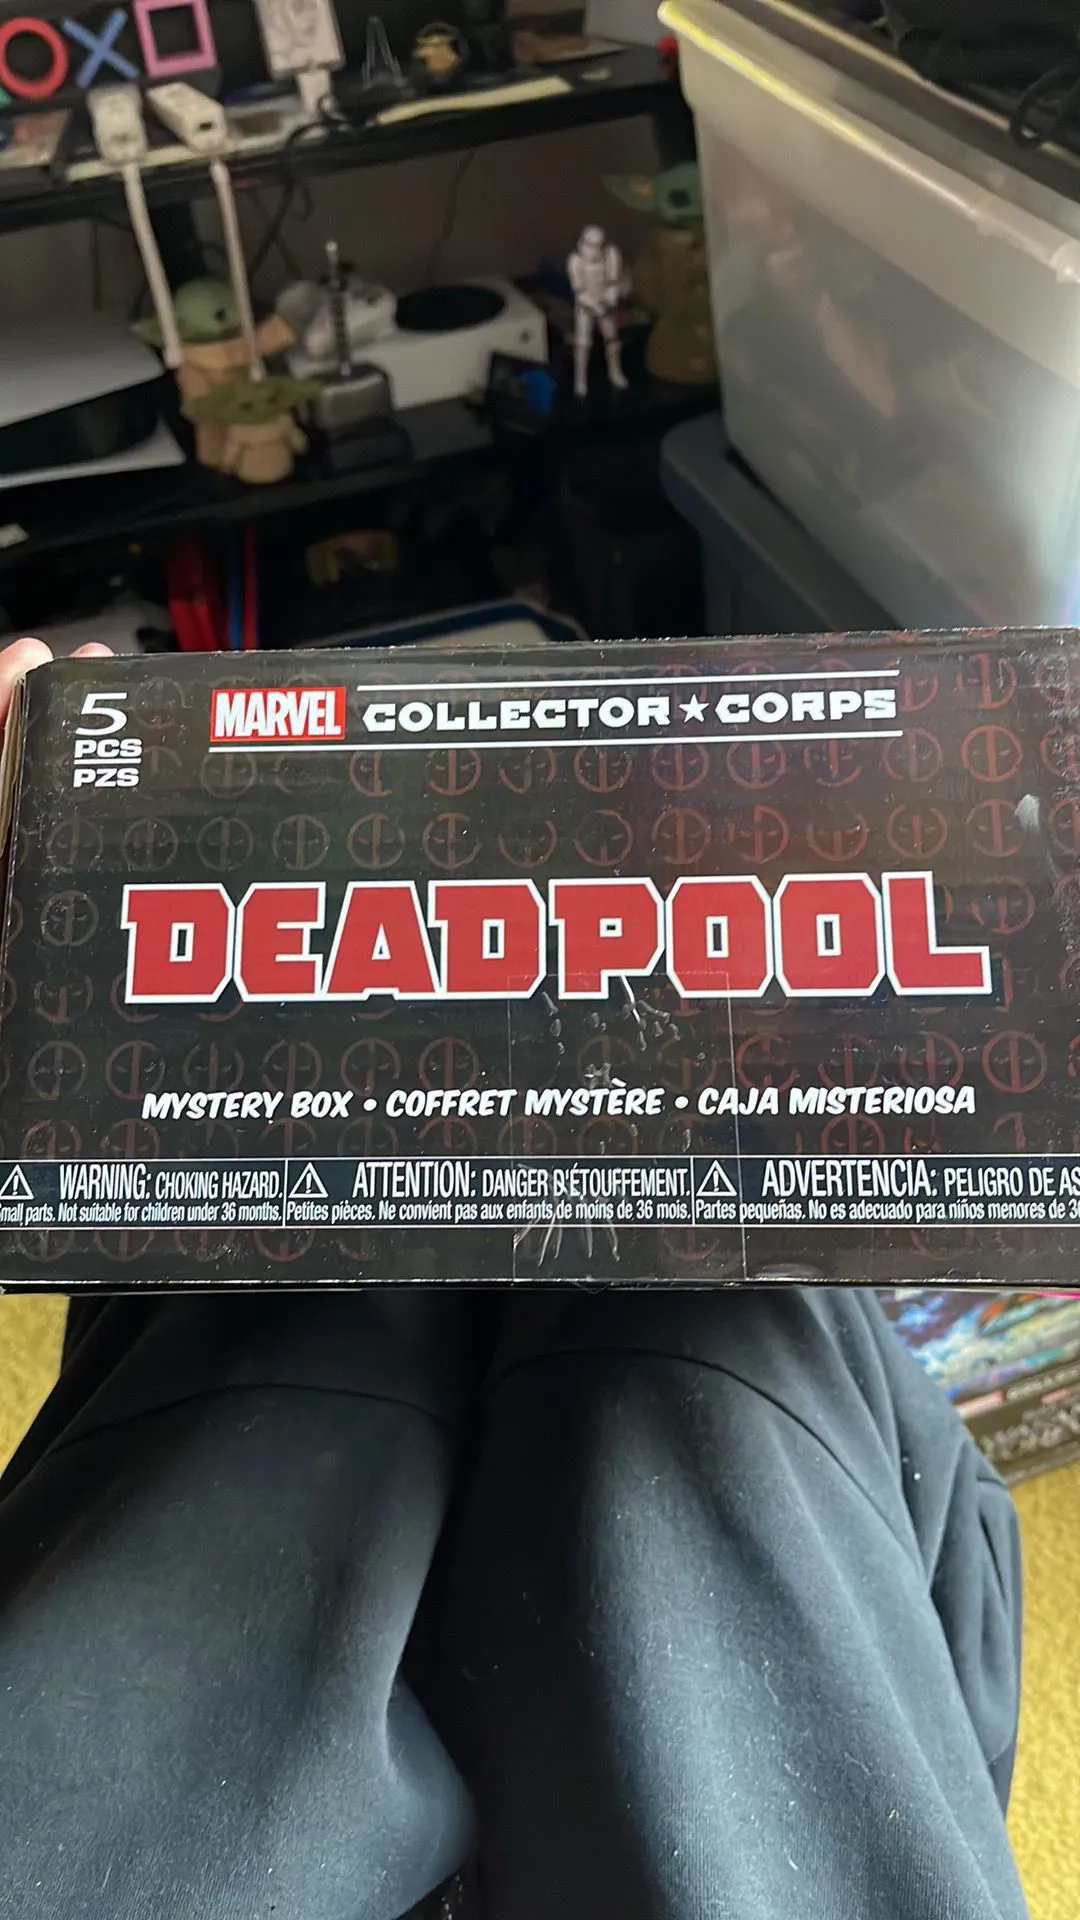 5
PCS
PZS
MARVEL COLLECTOR★CORPS
DEADPOOL
MYSTERY BOX • COFFRET MYSTÈRE • CAJA MISTERIOSA
WARNING: CHOKING HAZARD.
Small parts. Not suitable for children under 36 months.
ATTENTION: DANGER D'ÉTOUFFEMENT.
Petites pièces. Ne convient pas aux enfants de moins de 36 mois.
ADVERTENCIA: PELIGRO DE AS
Partes pequeñas. No es adecuado para niños menores de 3